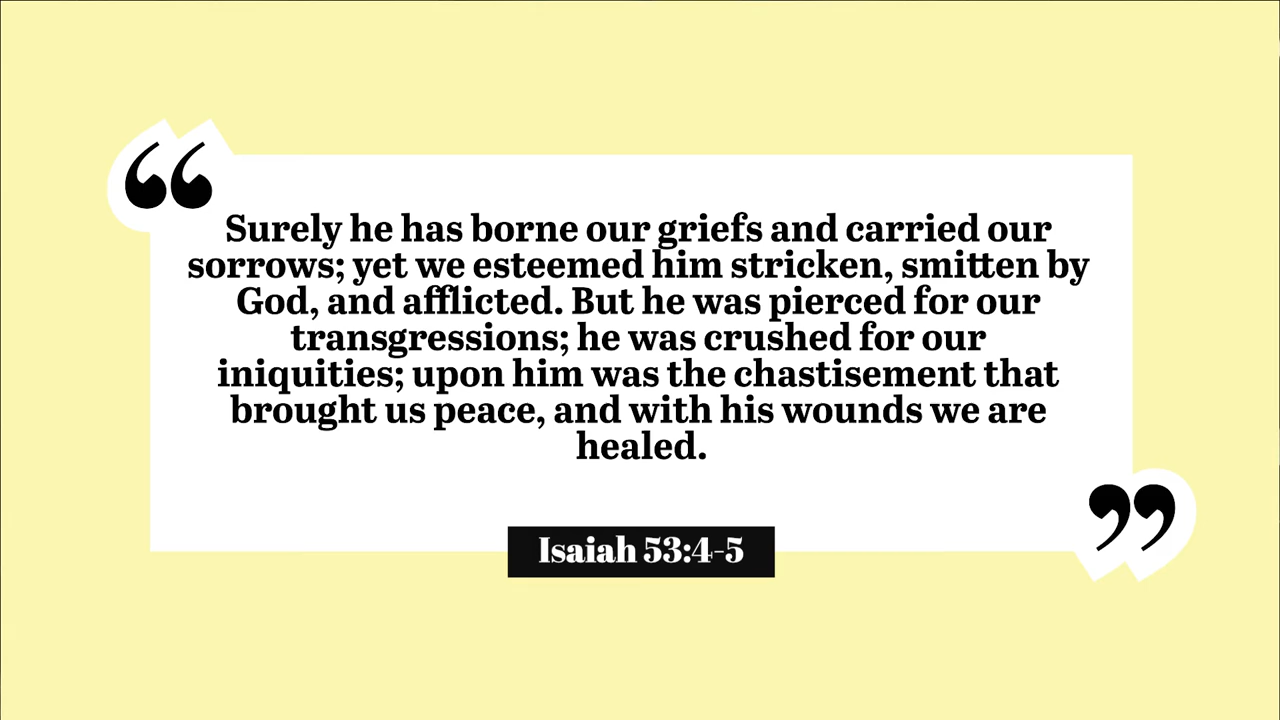 “
Surely he has borne our griefs and carried our
sorrows; yet we esteemed him stricken, smitten by
God, and afflicted. But he was pierced for our
transgressions; he was crushed for our
iniquities; upon him was the chastisement that
brought us peace, and with his wounds we are
healed.
”
Isaiah 53:4-5